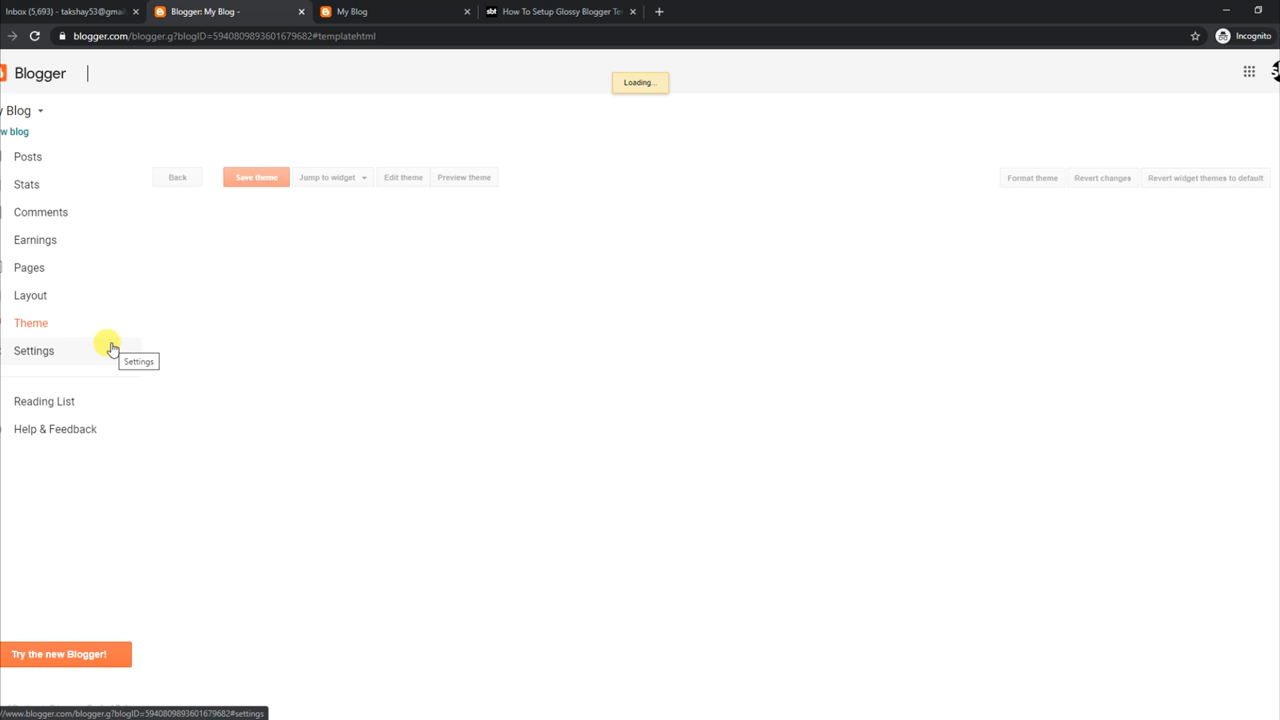 Inbox (5,693) - takshay53@gmail
Blogger: My Blog -
My Blog
sbt How To Setup Glossy Blogger Te
blogger.com/blogger.g?blogID=5940809893601679682#templatehtml
Incognito
Blogger
Loading...
y Blog
w blog
Posts
Back
Save theme
Jump to widget
Edit theme
Preview theme
Format theme
Revert changes
Revert widget themes to default
Stats
Comments
Earnings
Pages
Layout
Theme
Settings
Settings
Reading List
Help & Feedback
Try the new Blogger!
//www.blogger.com/blogger.g?blogID=5940809893601679682#settings